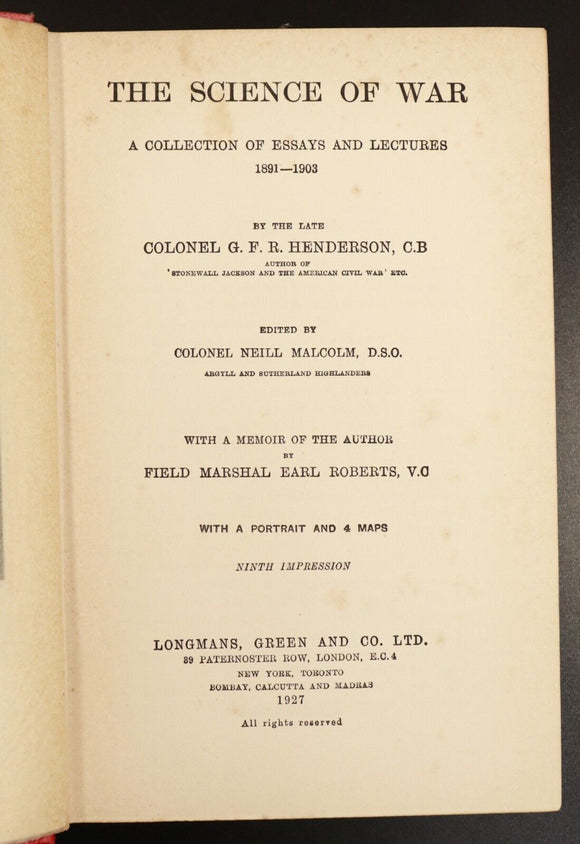 THE SCIENCE OF WAR
A COLLECTION OF ESSAYS AND LECTURES
1891—1903
BY THE LATE
COLONEL G. F. R. HENDERSON, C.B
AUTHOR OF
'STONEWALL JACKSON AND THE AMERICAN CIVIL WAR' ETC.
EDITED BY
COLONEL NEILL MALCOLM, D.S.O.
ARGYLL AND SUTHERLAND HIGHLANDERS
WITH A MEMOIR OF THE AUTHOR
BY
FIELD MARSHAL EARL ROBERTS, V.C
WITH A PORTRAIT AND 4 MAPS
NINTH IMPRESSION
LONGMANS, GREEN AND CO. LTD.
39 PATERNOSTER ROW, LONDON, E.C.4
NEW YORK, TORONTO
BOMBAY, CALCUTTA AND MADRAS
1927
All rights reserved